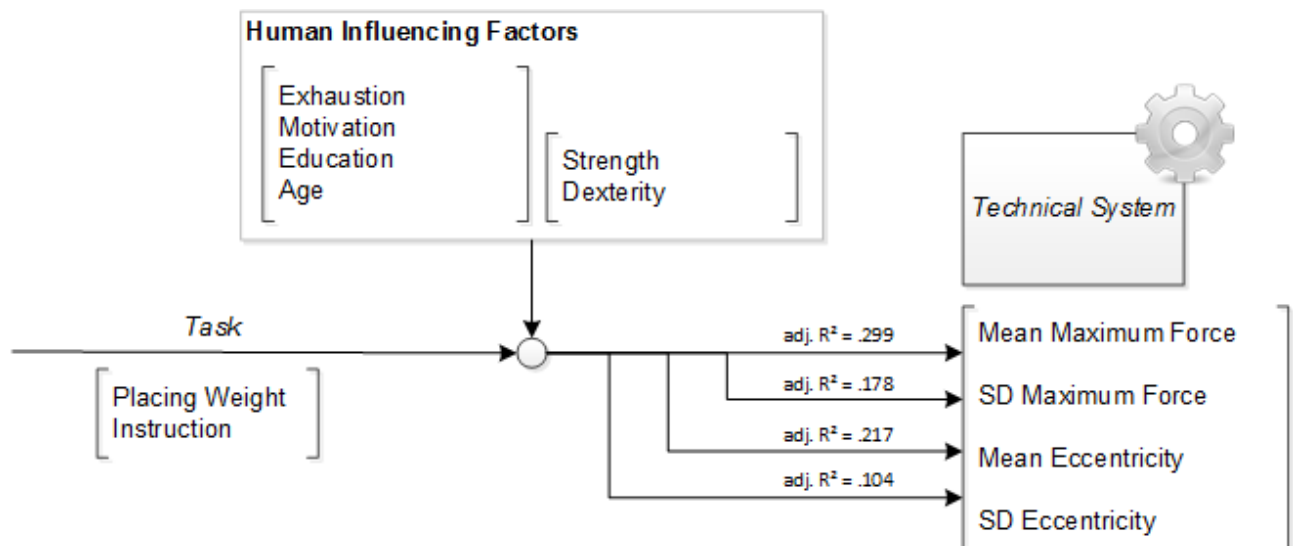 Human Influencing Factors
Exhaustion
Motivation
Education
Age
Strength
Dexterity
Technical System
Task
Placing Weight
Instruction
adj. R² = .299
adj. R² = .178
adj. R² = .217
adj. R² = .104
Mean Maximum Force
SD Maximum Force
Mean Eccentricity
SD Eccentricity